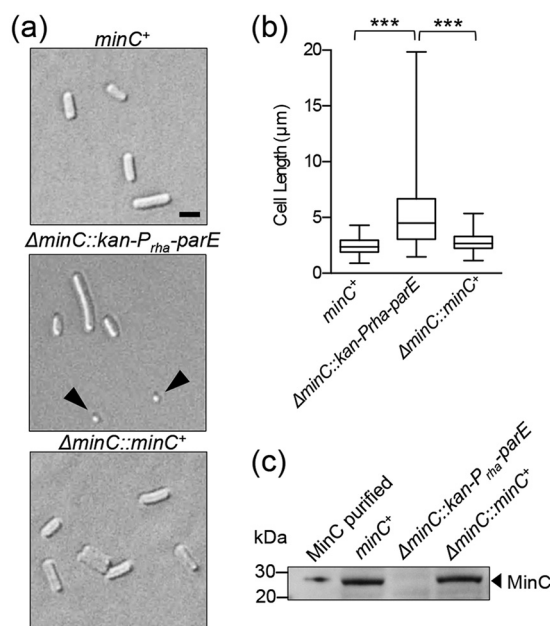 (a)
minC+
ΔminC::kan-Prha-parE
ΔminC::minC+
(b)
*** ***
Cell Length (µm)
20
15
10
5
0
minC+
ΔminC::kan-Prha-parE
ΔminC::minC+
(c)
kDa
MinC purified
minC+
ΔminC::kan-Prha-parE
ΔminC::minC+
30
20
MinC